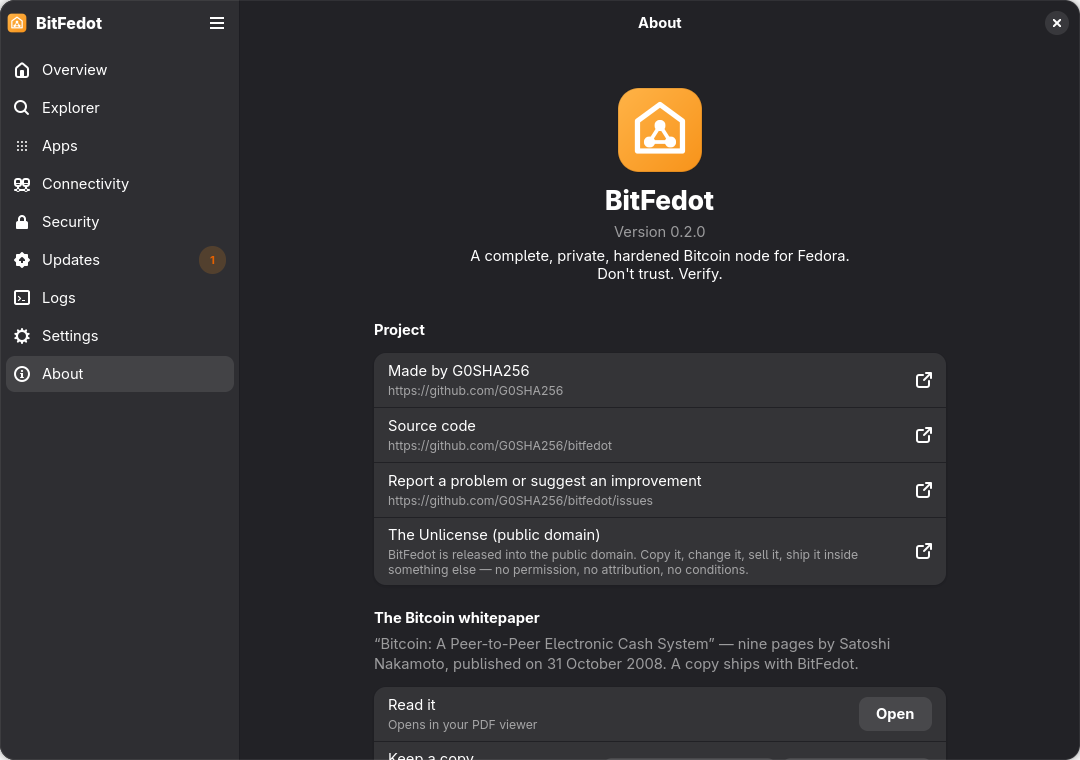 BitFedot
Overview
Explorer
Apps
Connectivity
Security
Updates
1
Logs
Settings
About
About
BitFedot
Version 0.2.0
A complete, private, hardened Bitcoin node for Fedora.
Don't trust. Verify.
Project
Made by G0SHA256
https://github.com/G0SHA256
Source code
https://github.com/G0SHA256/bitfedot
Report a problem or suggest an improvement
https://github.com/G0SHA256/bitfedot/issues
The Unlicense (public domain)
BitFedot is released into the public domain. Copy it, change it, sell it, ship it inside
something else — no permission, no attribution, no conditions.
The Bitcoin whitepaper
“Bitcoin: A Peer-to-Peer Electronic Cash System” — nine pages by Satoshi
Nakamoto, published on 31 October 2008. A copy ships with BitFedot.
Read it
Opens in your PDF viewer
Open
Keep a copy